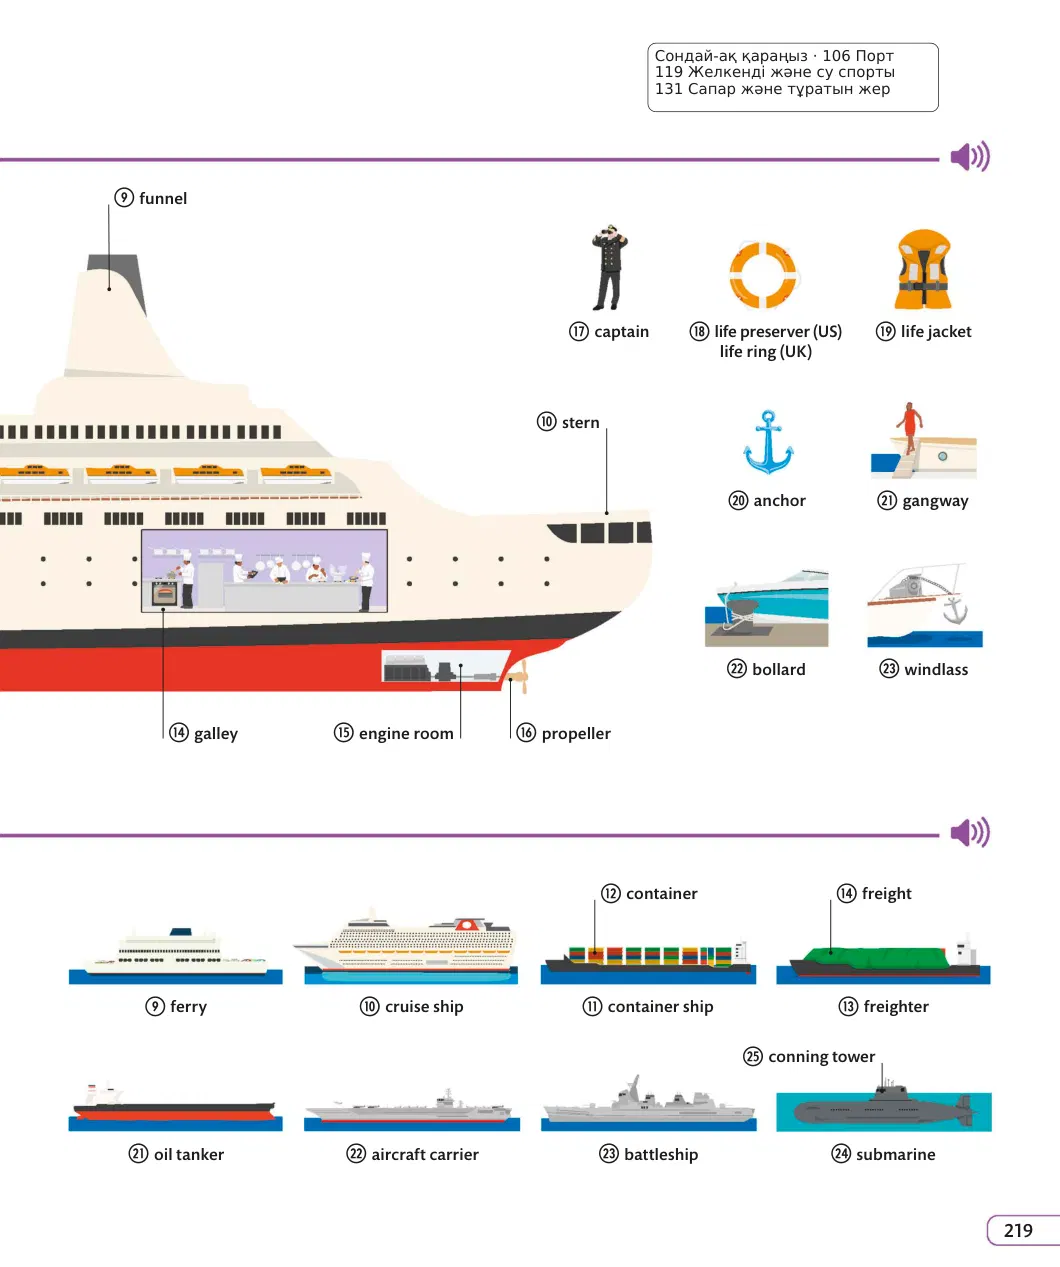 Сондай-ақ қараңыз · 106 Порт
119 Желкенді және су спорты
131 Сапар және тұратын жер
⑨ funnel
⑰ captain
⑱ life preserver (US)
life ring (UK)
⑲ life jacket
⑩ stern
⑳ anchor
㉑ gangway
㉒ bollard
㉓ windlass
⑭ galley
⑮ engine room
⑯ propeller
⑫ container
⑭ freight
⑨ ferry
⑩ cruise ship
⑪ container ship
⑬ freighter
㉕ conning tower
㉑ oil tanker
㉒ aircraft carrier
㉓ battleship
㉔ submarine
219